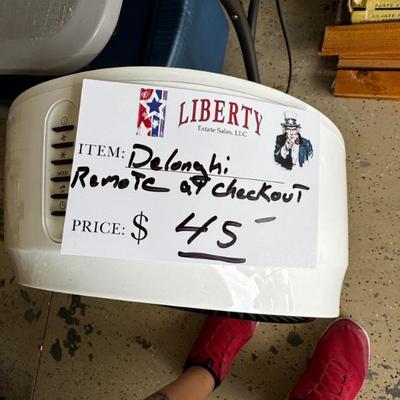 LIBERTY
Estate Sales, LLC
ITEM: Delonghi
Remote at checkout
PRICE: $ 45